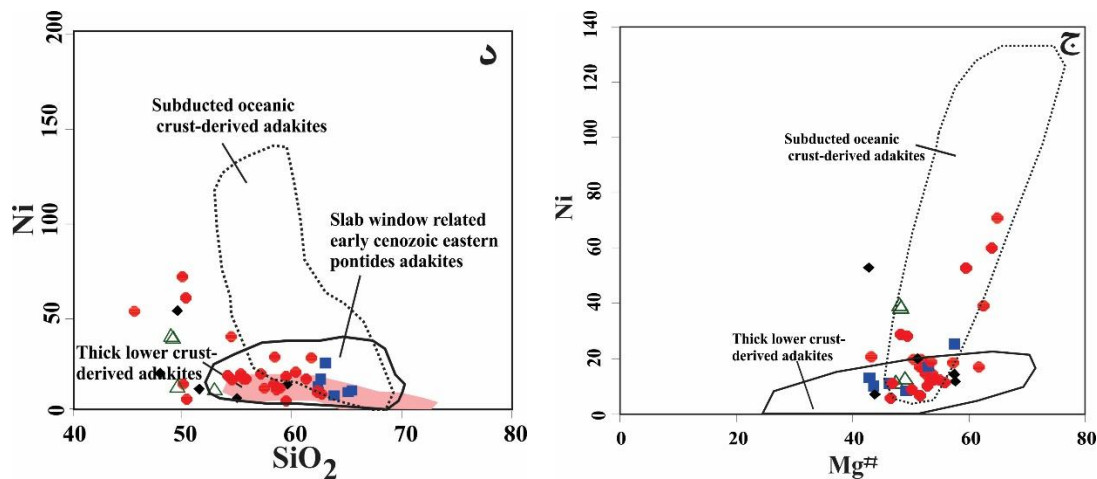 د
200
150
100
50
0
Ni
Subducted oceanic
crust-derived adakites
Slab window related
early cenozoic eastern
pontides adakites
Thick lower crust-
derived adakites
40 50 60 70 80
SiO2
ج
140
120
100
80
60
40
20
0
Ni
Subducted oceanic
crust-derived adakites
Thick lower crust-derived
adakites
0 20 40 60 80
Mg#